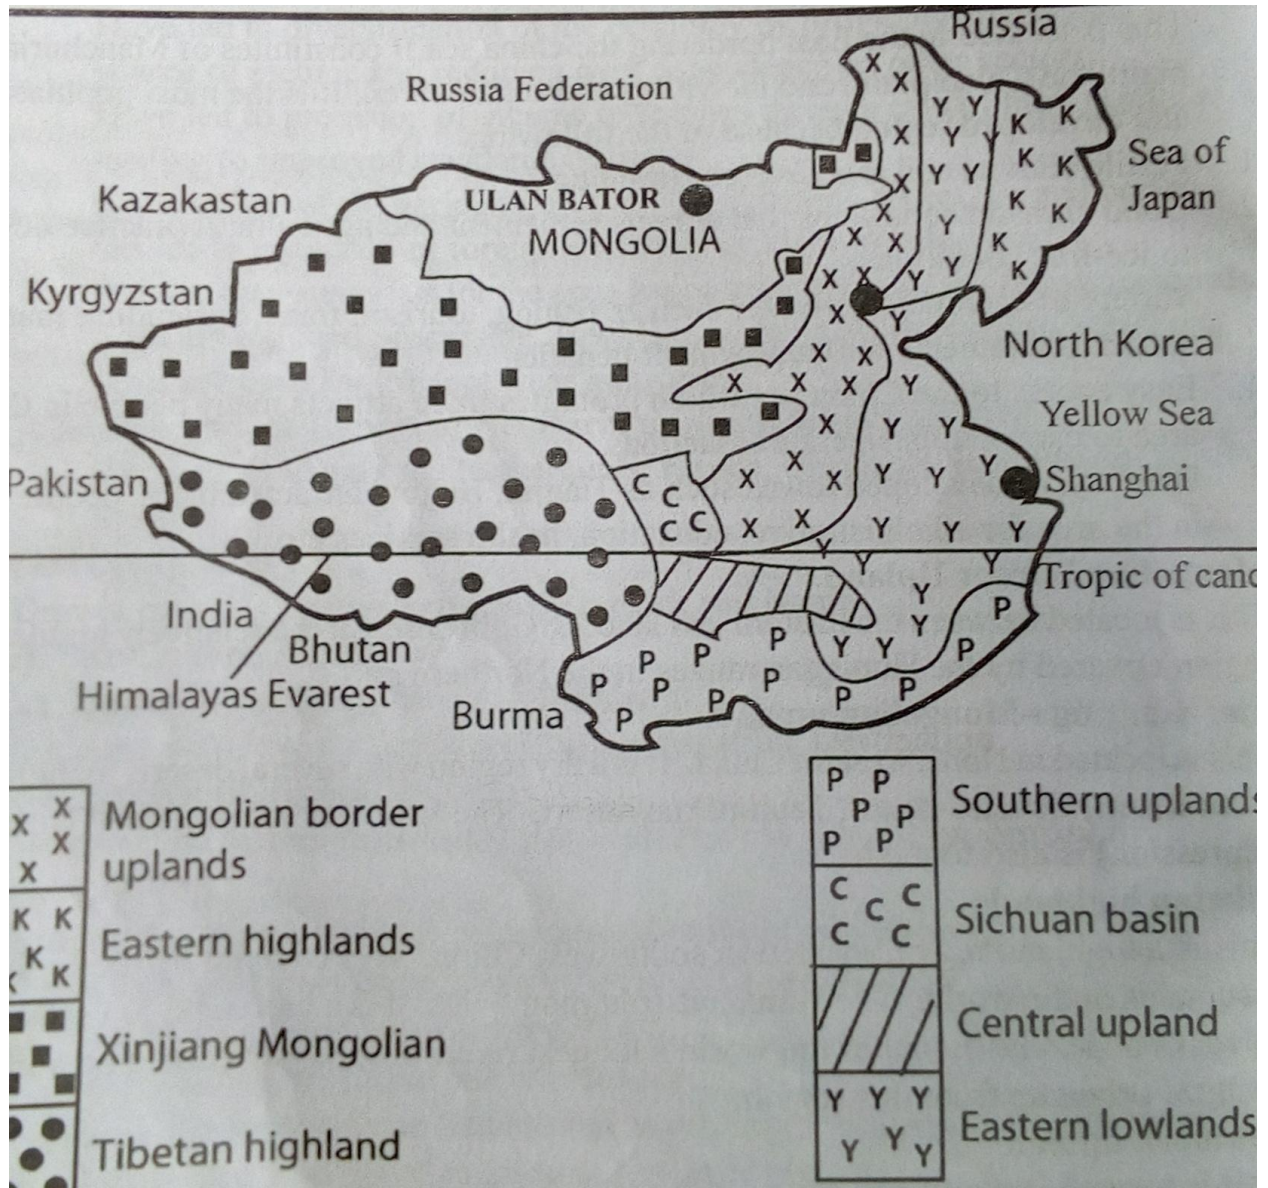 Russia
Russia Federation
Sea of
Japan
Kazakastan
ULAN BATOR
MONGOLIA
Kyrgyzstan
North Korea
Yellow Sea
Pakistan
Shanghai
Tropic of canc
India
Bhutan
Himalayas Evarest
Burma
Mongolian border
uplands
Eastern highlands
Xinjiang Mongolian
Tibetan highland
Southern uplands
Sichuan basin
Central upland
Eastern lowlands